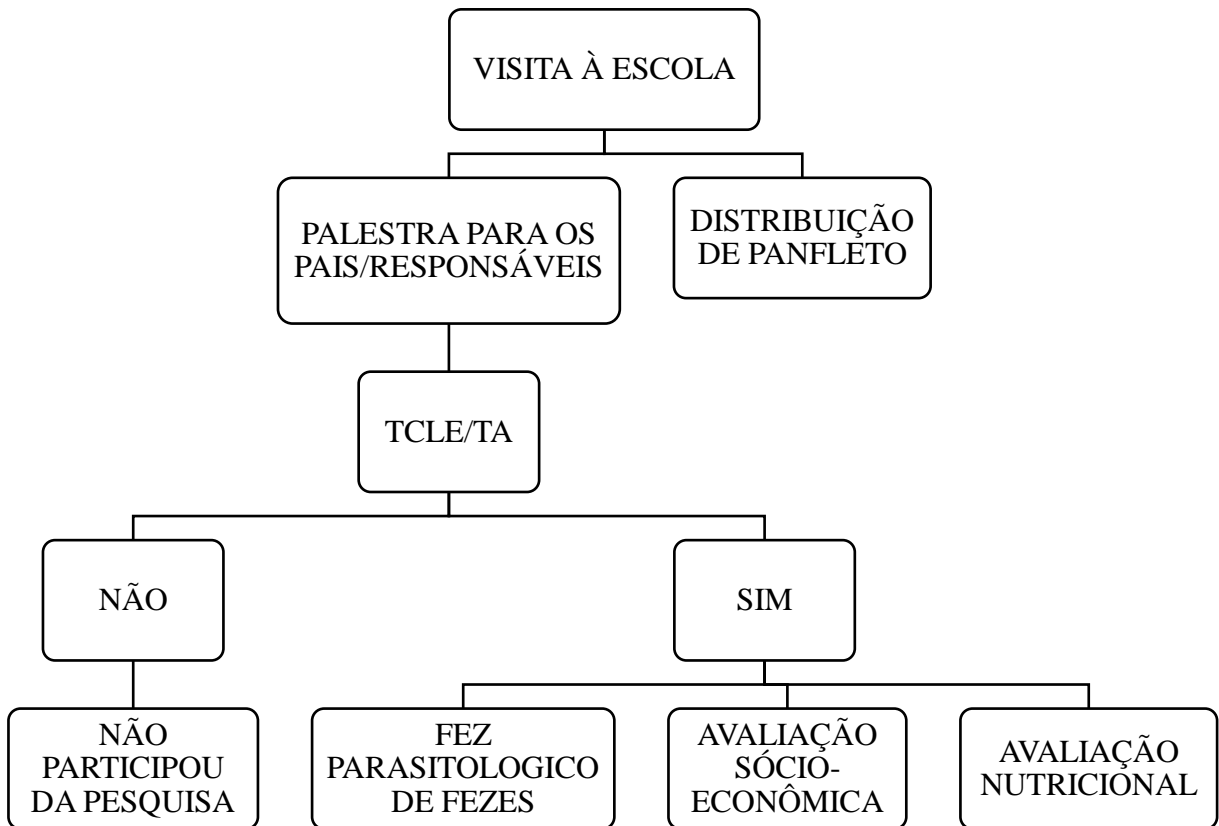 VISITA À ESCOLA
PALESTRA PARA OS
PAIS/RESPONSÁVEIS
DISTRIBUIÇÃO
DE PANFLETO
TCLE/TA
NÃO
SIM
NÃO
PARTICIPOU
DA PESQUISA
FEZ
PARASITOLOGICO
DE FEZES
AVALIAÇÃO
SÓCIO-
ECONÔMICA
AVALIAÇÃO
NUTRICIONAL